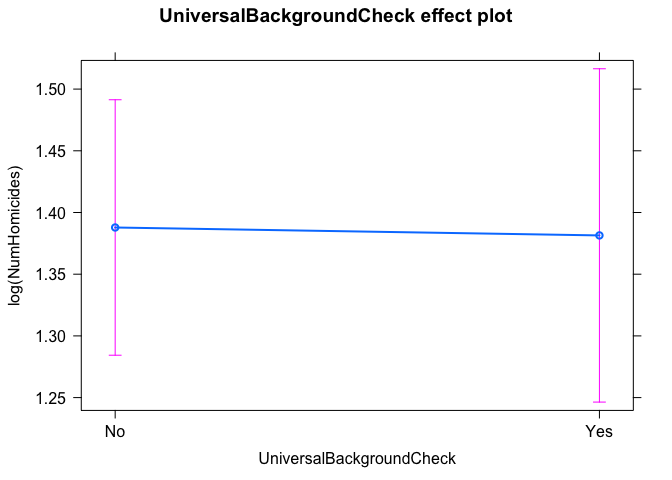 UniversalBackgroundCheck effect plot
1.50
1.45
1.40
1.35
1.30
1.25
log(NumHomicides)
No Yes
UniversalBackgroundCheck